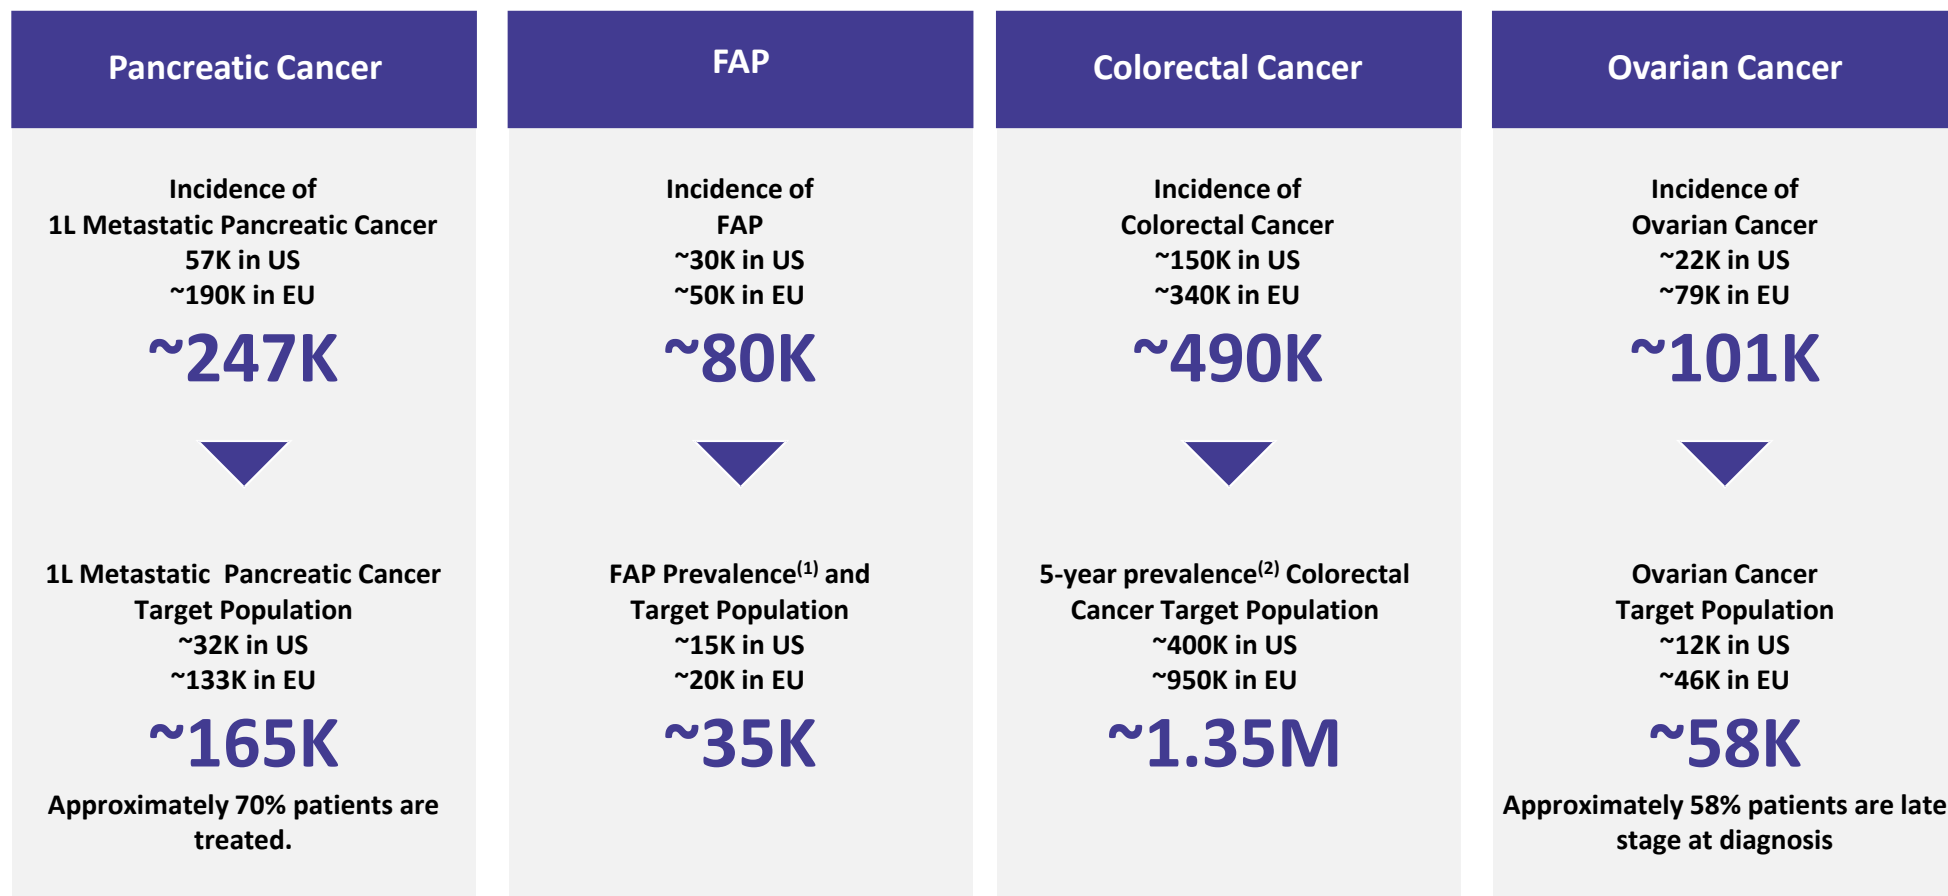 Pancreatic Cancer
Incidence of
1L Metastatic Pancreatic Cancer
57K in US
~190K in EU
~247K
1L Metastatic  Pancreatic Cancer
Target Population
~32K in US
~133K in EU
~165K
Approximately 70% patients are
treated.
FAP
Incidence of
FAP
~30K in US
~50K in EU
~80K
FAP Prevalence(1) and
Target Population
~15K in US
~20K in EU
~35K
Colorectal Cancer
Incidence of
Colorectal Cancer
~150K in US
~340K in EU
~490K
5-year prevalence(2) Colorectal
Cancer Target Population
~400K in US
~950K in EU
~1.35M
Ovarian Cancer
Incidence of
Ovarian Cancer
~22K in US
~79K in EU
~101K
Ovarian Cancer
Target Population
~12K in US
~46K in EU
~58K
Approximately 58% patients are late
stage at diagnosis